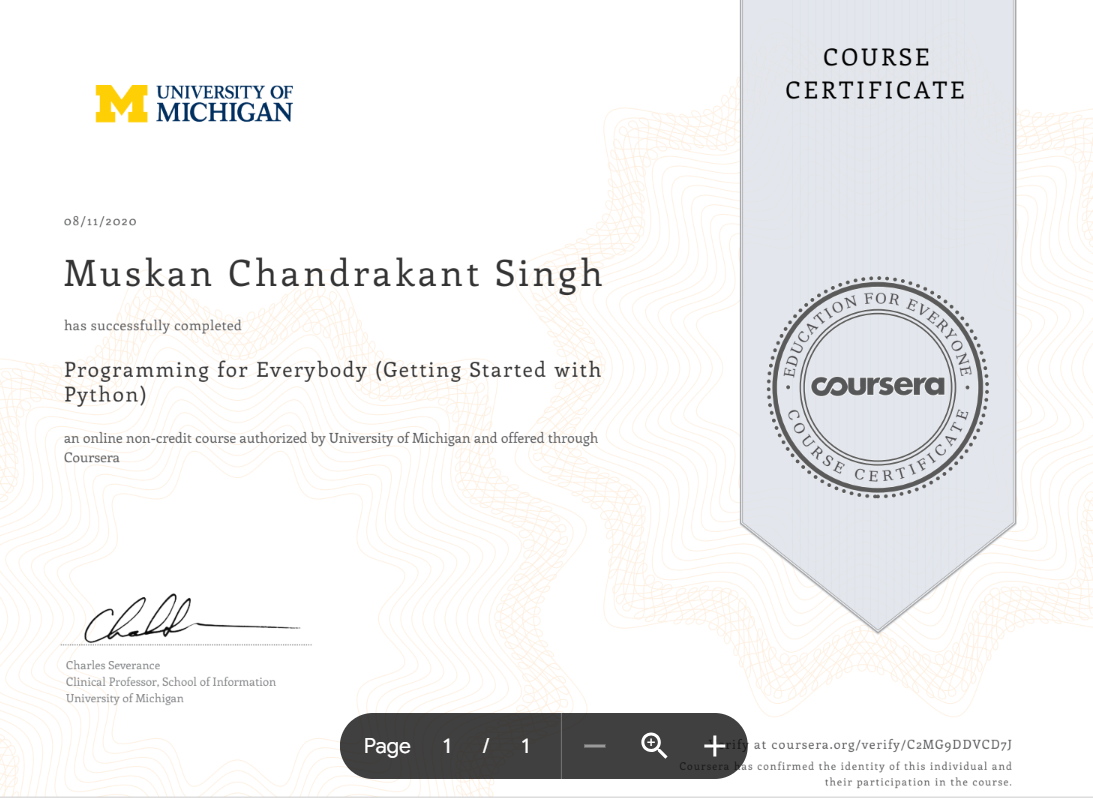 UNIVERSITY OF
MICHIGAN
COURSE
CERTIFICATE
08/11/2020
Muskan Chandrakant Singh
has successfully completed
Programming for Everybody (Getting Started with
Python)
an online non-credit course authorized by University of Michigan and offered through
Coursera
EDUCATION FOR EVERYONE
coursera
COURSE CERTIFICATE
Charles Severance
Clinical Professor, School of Information
University of Michigan
Page 1 / 1
at coursera.org/verify/C2MG9DDVCD7J
Coursera has confirmed the identity of this individual and
their participation in the course.